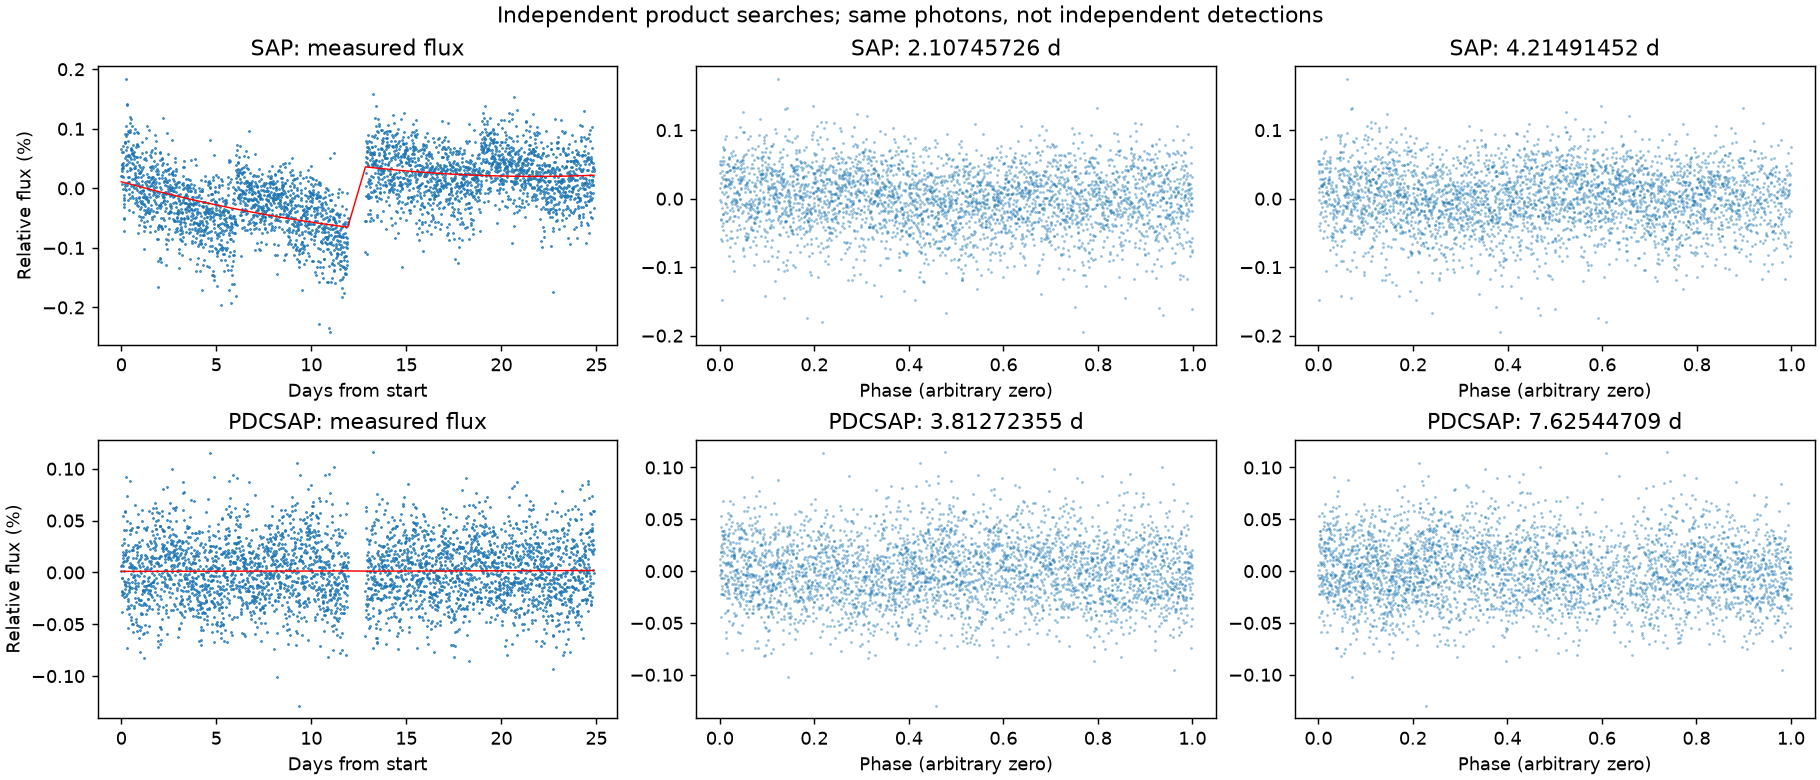 Independent product searches; same photons, not independent detections
SAP: measured flux
SAP: 2.10745726 d
SAP: 4.21491452 d
Relative flux (%)
0.2
0.1
0.0
−0.1
−0.2
0 5 10 15 20 25
Days from start
0.1
0.0
−0.1
−0.2
0.0 0.2 0.4 0.6 0.8 1.0
Phase (arbitrary zero)
0.1
0.0
−0.1
−0.2
0.0 0.2 0.4 0.6 0.8 1.0
Phase (arbitrary zero)
PDCSAP: measured flux
PDCSAP: 3.81272355 d
PDCSAP: 7.62544709 d
Relative flux (%)
0.10
0.05
0.00
−0.05
−0.10
0 5 10 15 20 25
Days from start
0.10
0.05
0.00
−0.05
−0.10
0.0 0.2 0.4 0.6 0.8 1.0
Phase (arbitrary zero)
0.10
0.05
0.00
−0.05
−0.10
0.0 0.2 0.4 0.6 0.8 1.0
Phase (arbitrary zero)